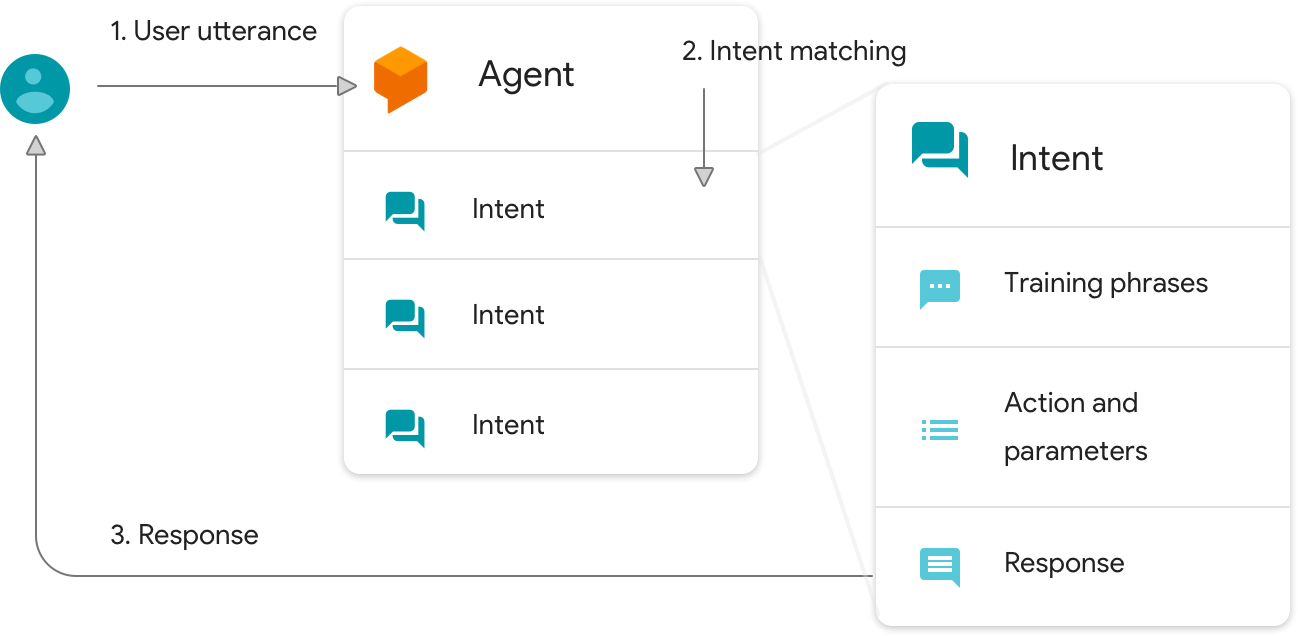 1. User utterance
Agent
2. Intent matching
Intent
Intent
Intent
Intent
Training phrases
Action and
parameters
Response
3. Response